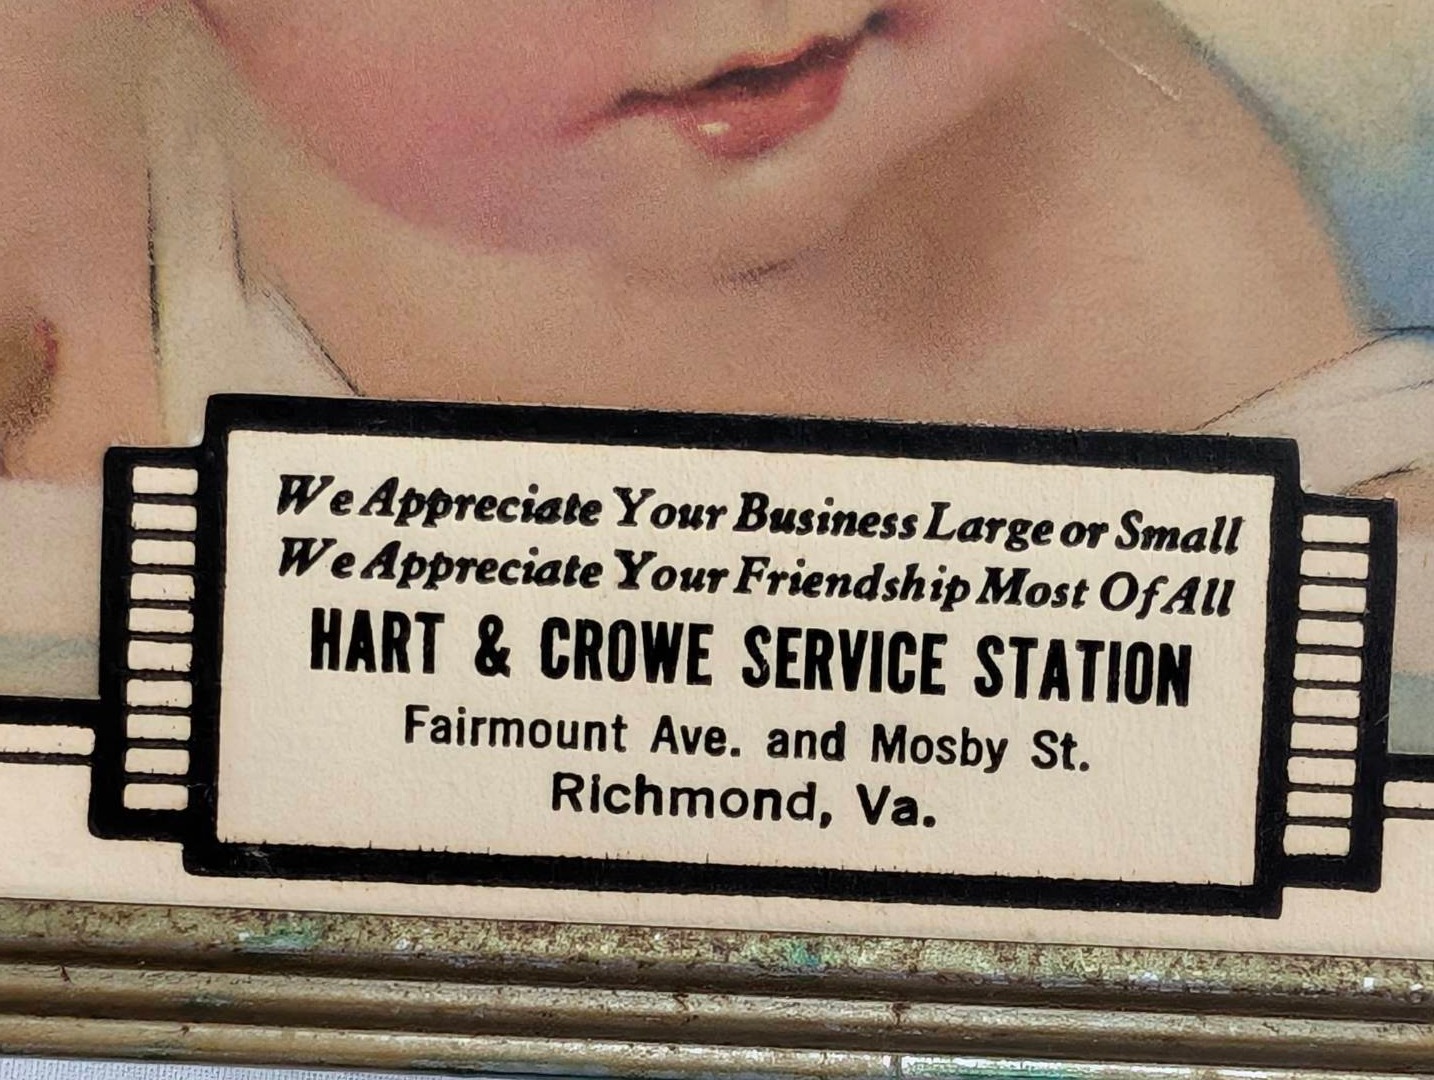 We Appreciate Your Business Large or Small
We Appreciate Your Friendship Most Of All
HART & CROWE SERVICE STATION
Fairmount Ave. and Mosby St.
Richmond, Va.